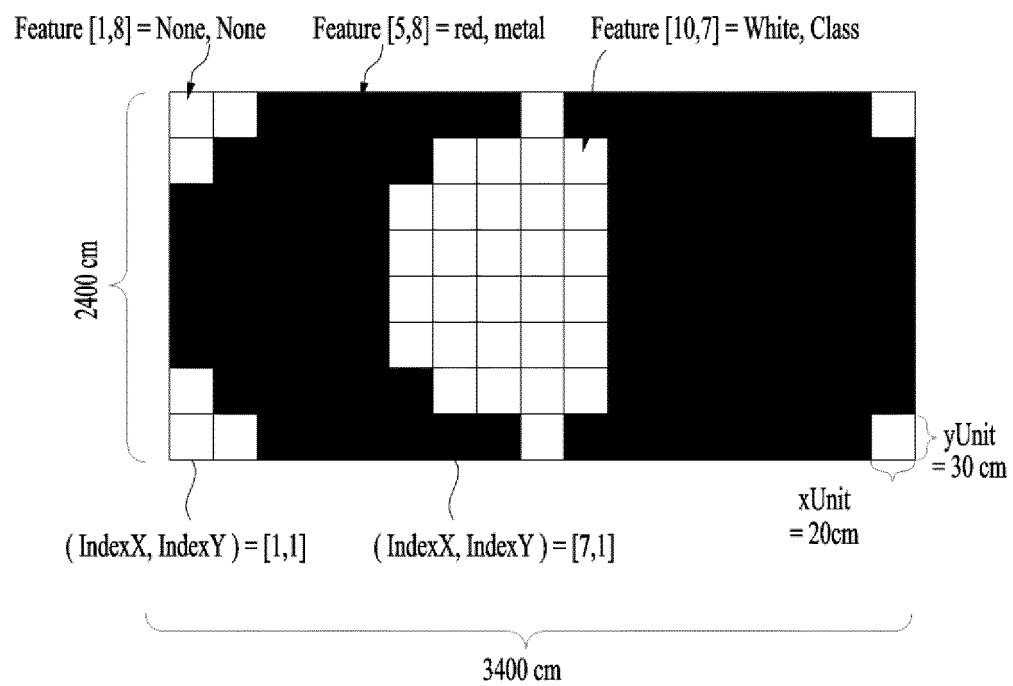 Feature [1,8] = None, None
Feature [5,8] = red, metal
Feature [10,7] = White, Class
2400 cm
yUnit
= 30 cm
xUnit
= 20cm
( IndexX, IndexY ) = [1,1]
( IndexX, IndexY ) = [7,1]
3400 cm